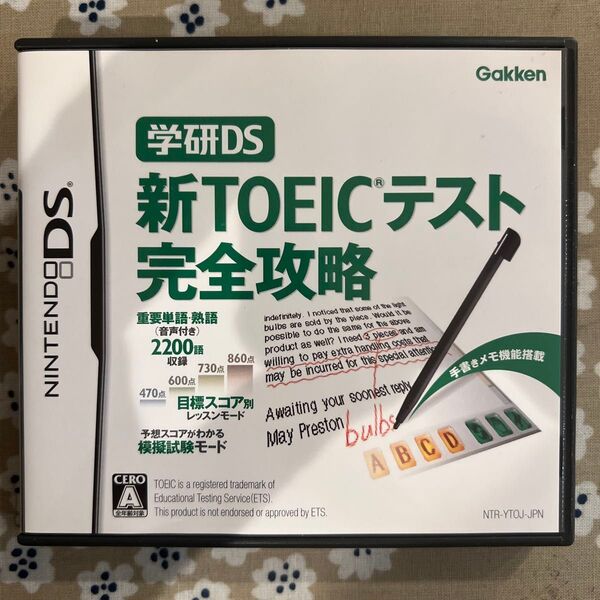 Gakken
学研DS
新TOEIC®テスト
完全攻略
NINTENDO DS®
重要単語・熟語
(音声付き)
2200語
収録
470点
600点
730点
860点
目標スコア別
レッスンモード
予想スコアがわかる
模擬試験モード
indefinitely. I noticed that some of the light
bulbs are sold by the piece. Would it be
possible to do the same for the above
product as well? I need 3 pieces and am
willing to pay extra handling costs that
may be incurred for this special attention
Awaiting your soonest reply
May Preston
bulbs
手書きメモ機能搭載
A B C D
CERO
A
全年齢対象
TOEIC is a registered trademark of
Educational Testing Service(ETS).
This product is not endorsed or approved by ETS.
NTR-YTOJ-JPN